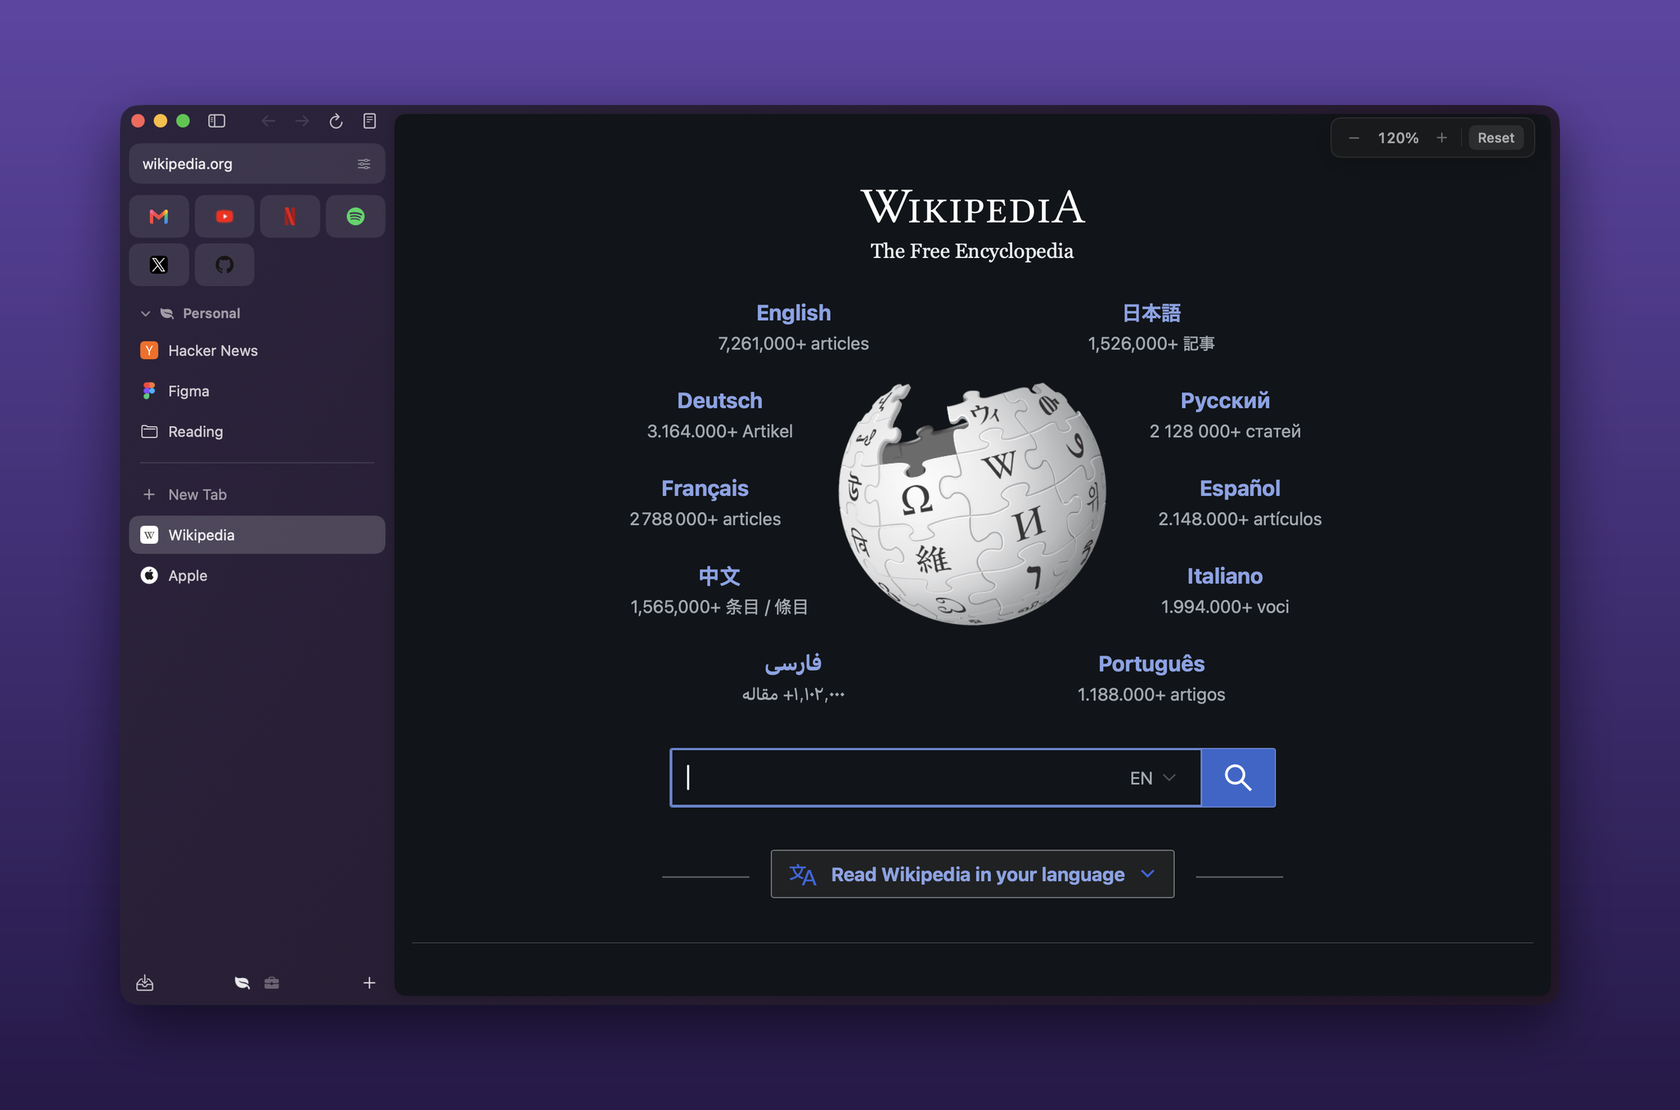 wikipedia.org
Personal
Hacker News
Figma
Reading
New Tab
Wikipedia
Apple
120%
Reset
WIKIPEDIA
The Free Encyclopedia
English
7,261,000+ articles
日本語
1,526,000+ 記事
Deutsch
3.164.000+ Artikel
Русский
2 128 000+ статей
Français
2 788 000+ articles
Español
2.148.000+ artículos
中文
1,565,000+ 条目 / 條目
Italiano
1.994.000+ voci
فارسی
۱٬۱۰۲٬۰۰۰+ مقاله
Português
1.188.000+ artigos
Ω
W
И
維
ウィ
EN
Read Wikipedia in your language